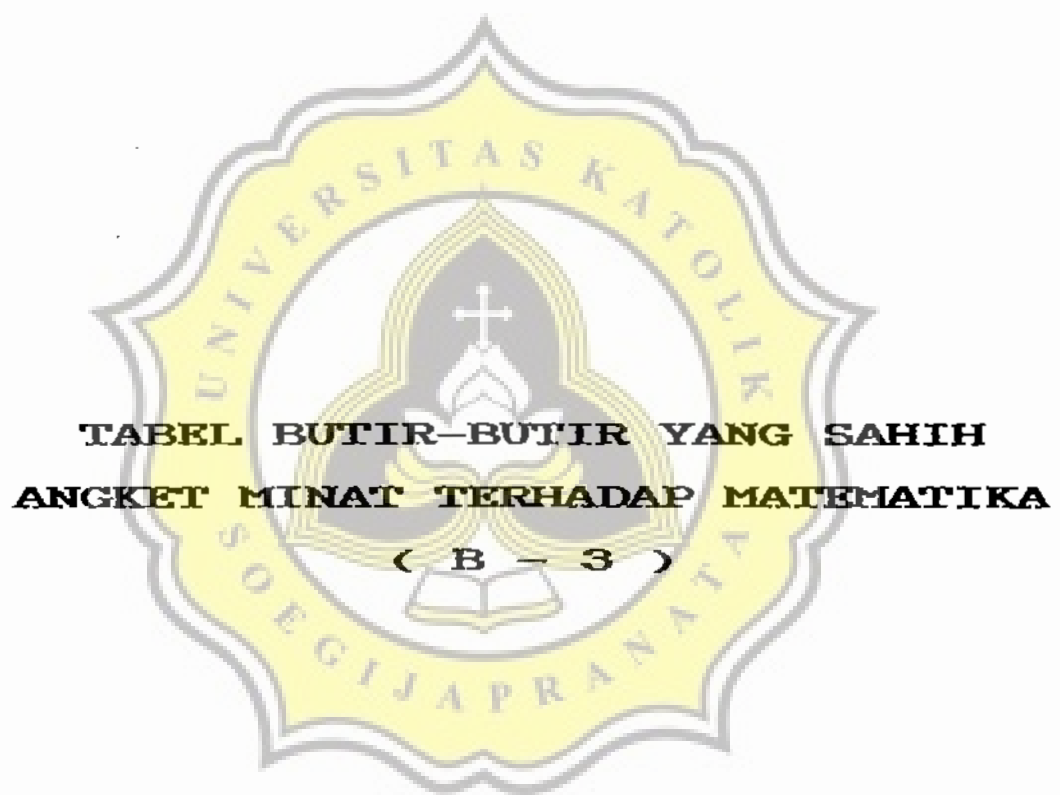 UNIVERSITAS KATOLIK
TABEL BUTIR-BUTIR YANG SAHIH
ANGKET MINAT TERHADAP MATEMATIKA
( B - 3 )
SOEGIJAPRANATA